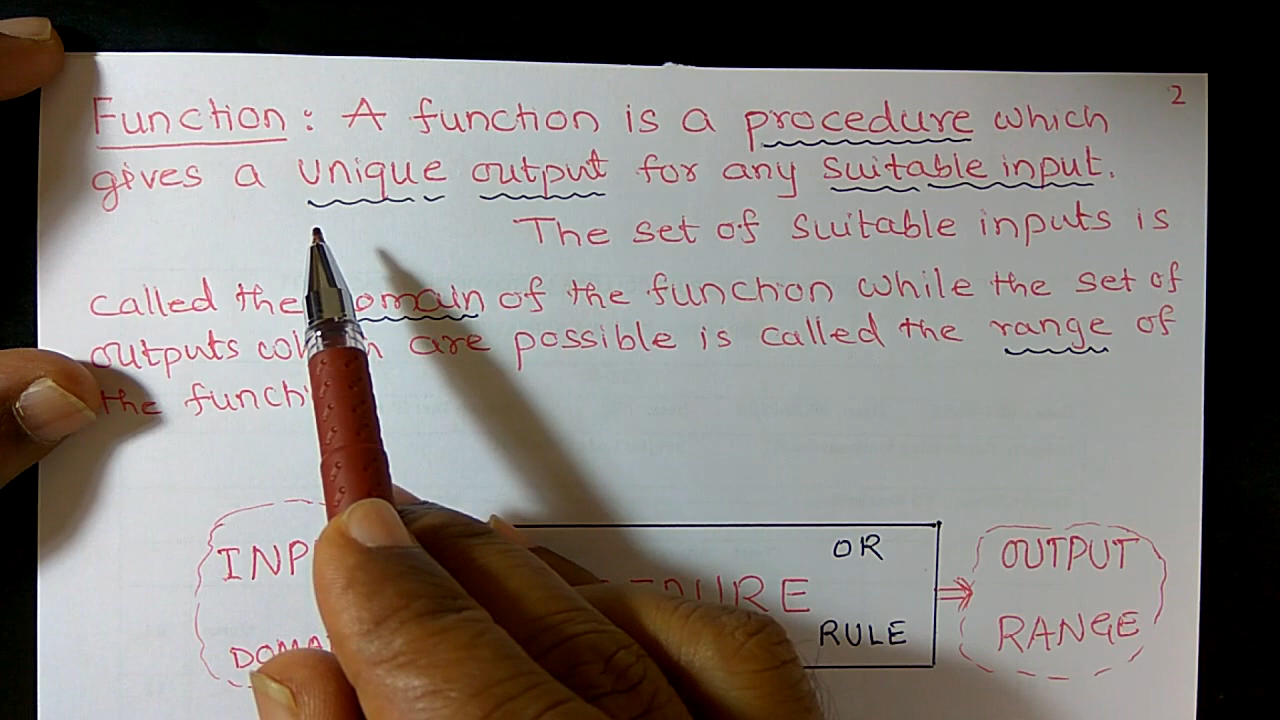 2
Function: A function is a procedure which
gives a unique output for any suitable input.
The set of suitable inputs is
called the omain of the function while the set of
outputs are possible is called the range of
the
OR
RULE
OUTPUT
RANGE